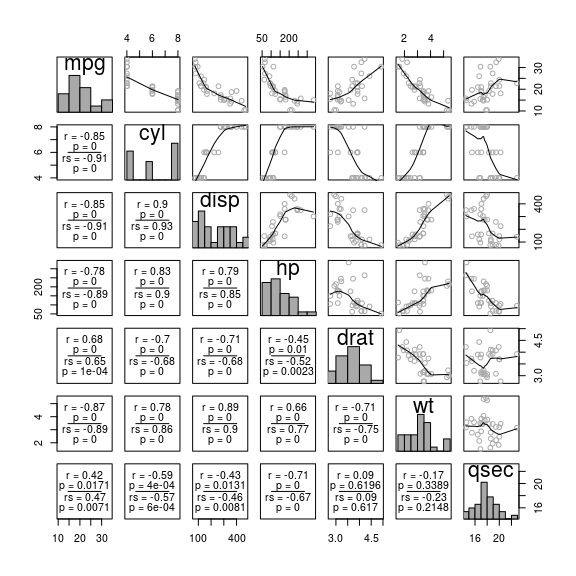 4 6 8 50 200 2 4
mpg
10 20 30
4 6 8
r = -0.85
p = 0
rs = -0.91
p = 0
cyl
r = -0.85
p = 0
rs = -0.91
p = 0
r = 0.9
p = 0
rs = 0.93
p = 0
disp
100 400
50 200
r = -0.78
p = 0
rs = -0.89
p = 0
r = 0.83
p = 0
rs = 0.9
p = 0
r = 0.79
p = 0
rs = 0.85
p = 0
hp
r = 0.68
p = 0
rs = 0.65
p = 1e-04
r = -0.7
p = 0
rs = -0.68
p = 0
r = -0.71
p = 0
rs = -0.68
p = 0
r = -0.45
p = 0.01
rs = -0.52
p = 0.0023
drat
3.0 4.5
2 4
r = -0.87
p = 0
rs = -0.89
p = 0
r = 0.78
p = 0
rs = 0.86
p = 0
r = 0.89
p = 0
rs = 0.9
p = 0
r = 0.66
p = 0
rs = 0.77
p = 0
r = -0.71
p = 0
rs = -0.75
p = 0
wt
r = 0.42
p = 0.0171
rs = 0.47
p = 0.0071
r = -0.59
p = 4e-04
rs = -0.57
p = 6e-04
r = -0.43
p = 0.0131
rs = -0.46
p = 0.0081
r = -0.71
p = 0
rs = -0.67
p = 0
r = 0.09
p = 0.6196
rs = 0.09
p = 0.617
r = -0.17
p = 0.3389
rs = -0.23
p = 0.2148
qsec
16 20
10 20 30 100 400 3.0 4.5 16 20